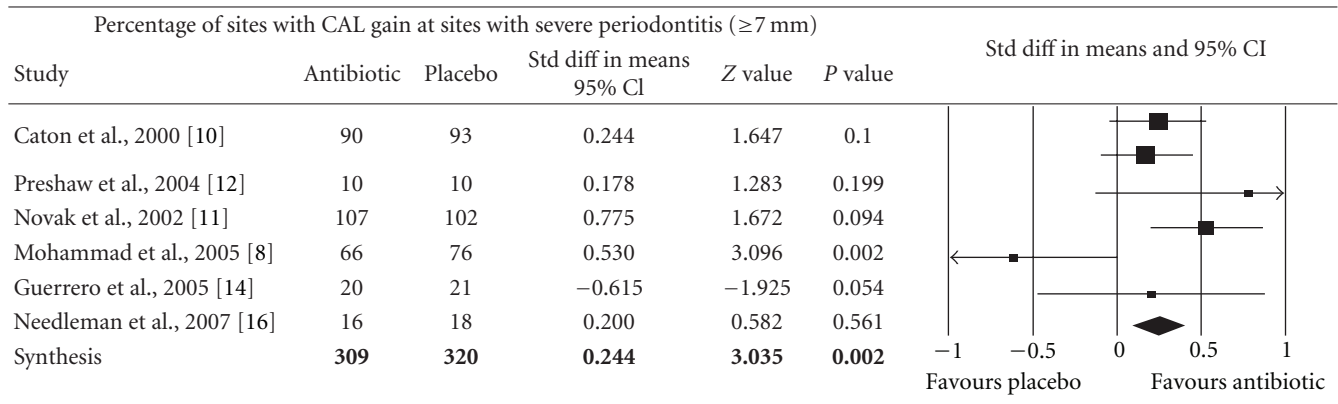 Percentage of sites with CAL gain at sites with severe periodontitis (≥7 mm)
Study Antibiotic Placebo Std diff in means 95% Cl Z value P value Std diff in means and 95% CI
Caton et al., 2000 [10] 90 93 0.244 1.647 0.1
Preshaw et al., 2004 [12] 10 10 0.178 1.283 0.199
Novak et al., 2002 [11] 107 102 0.775 1.672 0.094
Mohammad et al., 2005 [8] 66 76 0.530 3.096 0.002
Guerrero et al., 2005 [14] 20 21 −0.615 −1.925 0.054
Needleman et al., 2007 [16] 16 18 0.200 0.582 0.561
Synthesis 309 320 0.244 3.035 0.002
−1 −0.5 0 0.5 1
Favours placebo Favours antibiotic